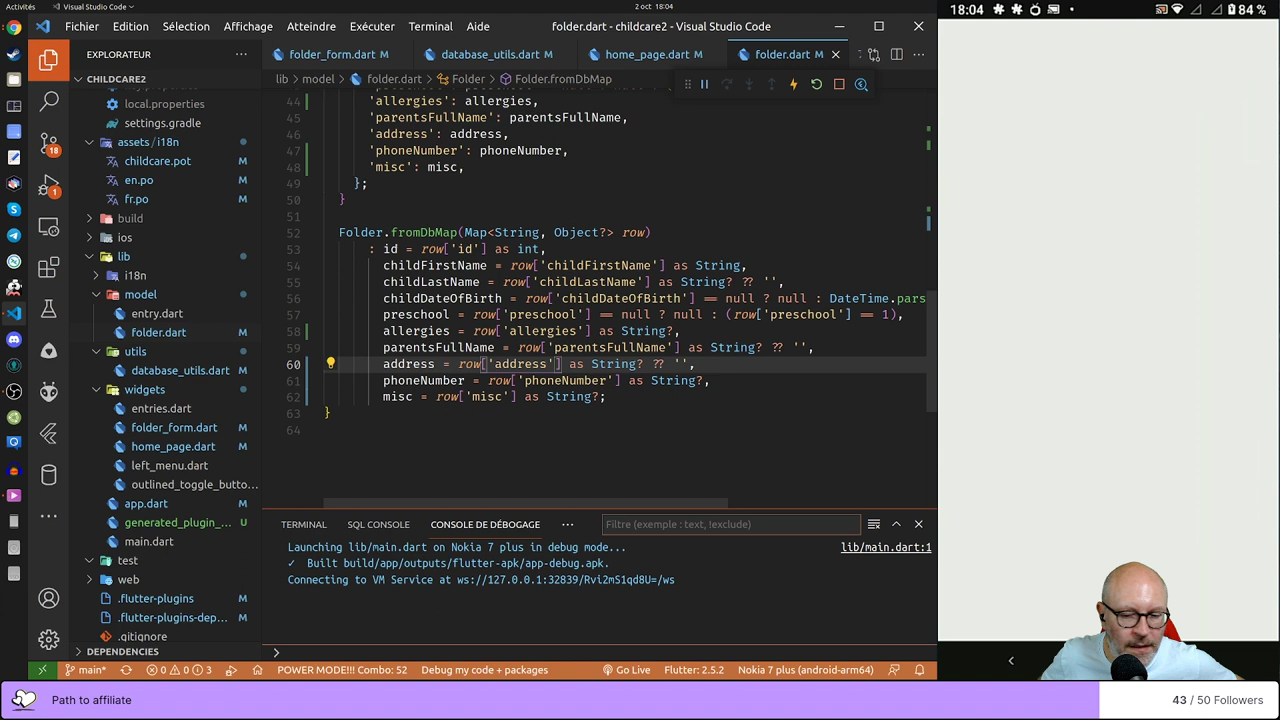 Activités
Visual Studio Code
2 oct 18:04
18:04
84 %
Fichier Edition Sélection Affichage Atteindre Exécuter Terminal Aide
folder.dart - childcare2 - Visual Studio Code
EXPLORATEUR
folder_form.dart M
database_utils.dart M
home_page.dart M
folder.dart M
CHILDCARE2
lib > model > folder.dart > Folder > Folder.fromDbMap
local.properties
settings.gradle
assets / i18n
childcare.pot M
en.po M
fr.po M
build
ios
lib
i18n
model
entry.dart
folder.dart M
utils
database_utils.dart M
widgets
entries.dart
folder_form.dart M
home_page.dart M
left_menu.dart
outlined_toggle_butto...
app.dart M
generated_plugin_... U
main.dart
test
web
.flutter-plugins M
.flutter-plugins-dep... M
.gitignore
DEPENDENCIES
18
1
44 'allergies': allergies,
45 'parentsFullName': parentsFullName,
46 'address': address,
47 'phoneNumber': phoneNumber,
48 'misc': misc,
49 };
50 }
51
52 Folder.fromDbMap(Map<String, Object?> row)
53 : id = row['id'] as int,
54 childFirstName = row['childFirstName'] as String,
55 childLastName = row['childLastName'] as String? ?? '',
56 childDateOfBirth = row['childDateOfBirth'] == null ? null : DateTime.pars
57 preschool = row['preschool'] == null ? null : (row['preschool'] == 1),
58 allergies = row['allergies'] as String?,
59 parentsFullName = row['parentsFullName'] as String? ?? '',
60 address = row['address'] as String? ?? '',
61 phoneNumber = row['phoneNumber'] as String?,
62 misc = row['misc'] as String?;
63 }
64
TERMINAL SQL CONSOLE CONSOLE DE DÉBOGAGE
Filtre (exemple : text, !exclude)
Launching lib/main.dart on Nokia 7 plus in debug mode... lib/main.dart:1
✓ Built build/app/outputs/flutter-apk/app-debug.apk.
Connecting to VM Service at ws://127.0.0.1:32839/Rvi2mS1qd8U=/ws
main* 0 0 3 POWER MODE!!! Combo: 52 Debug my code + packages Go Live Flutter: 2.5.2 Nokia 7 plus (android-arm64)
Path to affiliate
43 / 50 Followers